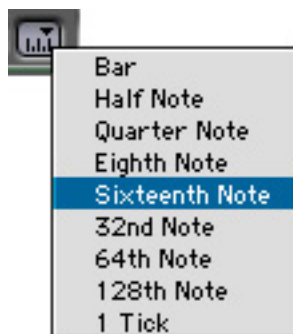 Bar
Half Note
Quarter Note
Eighth Note
Sixteenth Note
32nd Note
64th Note
128th Note
1 Tick